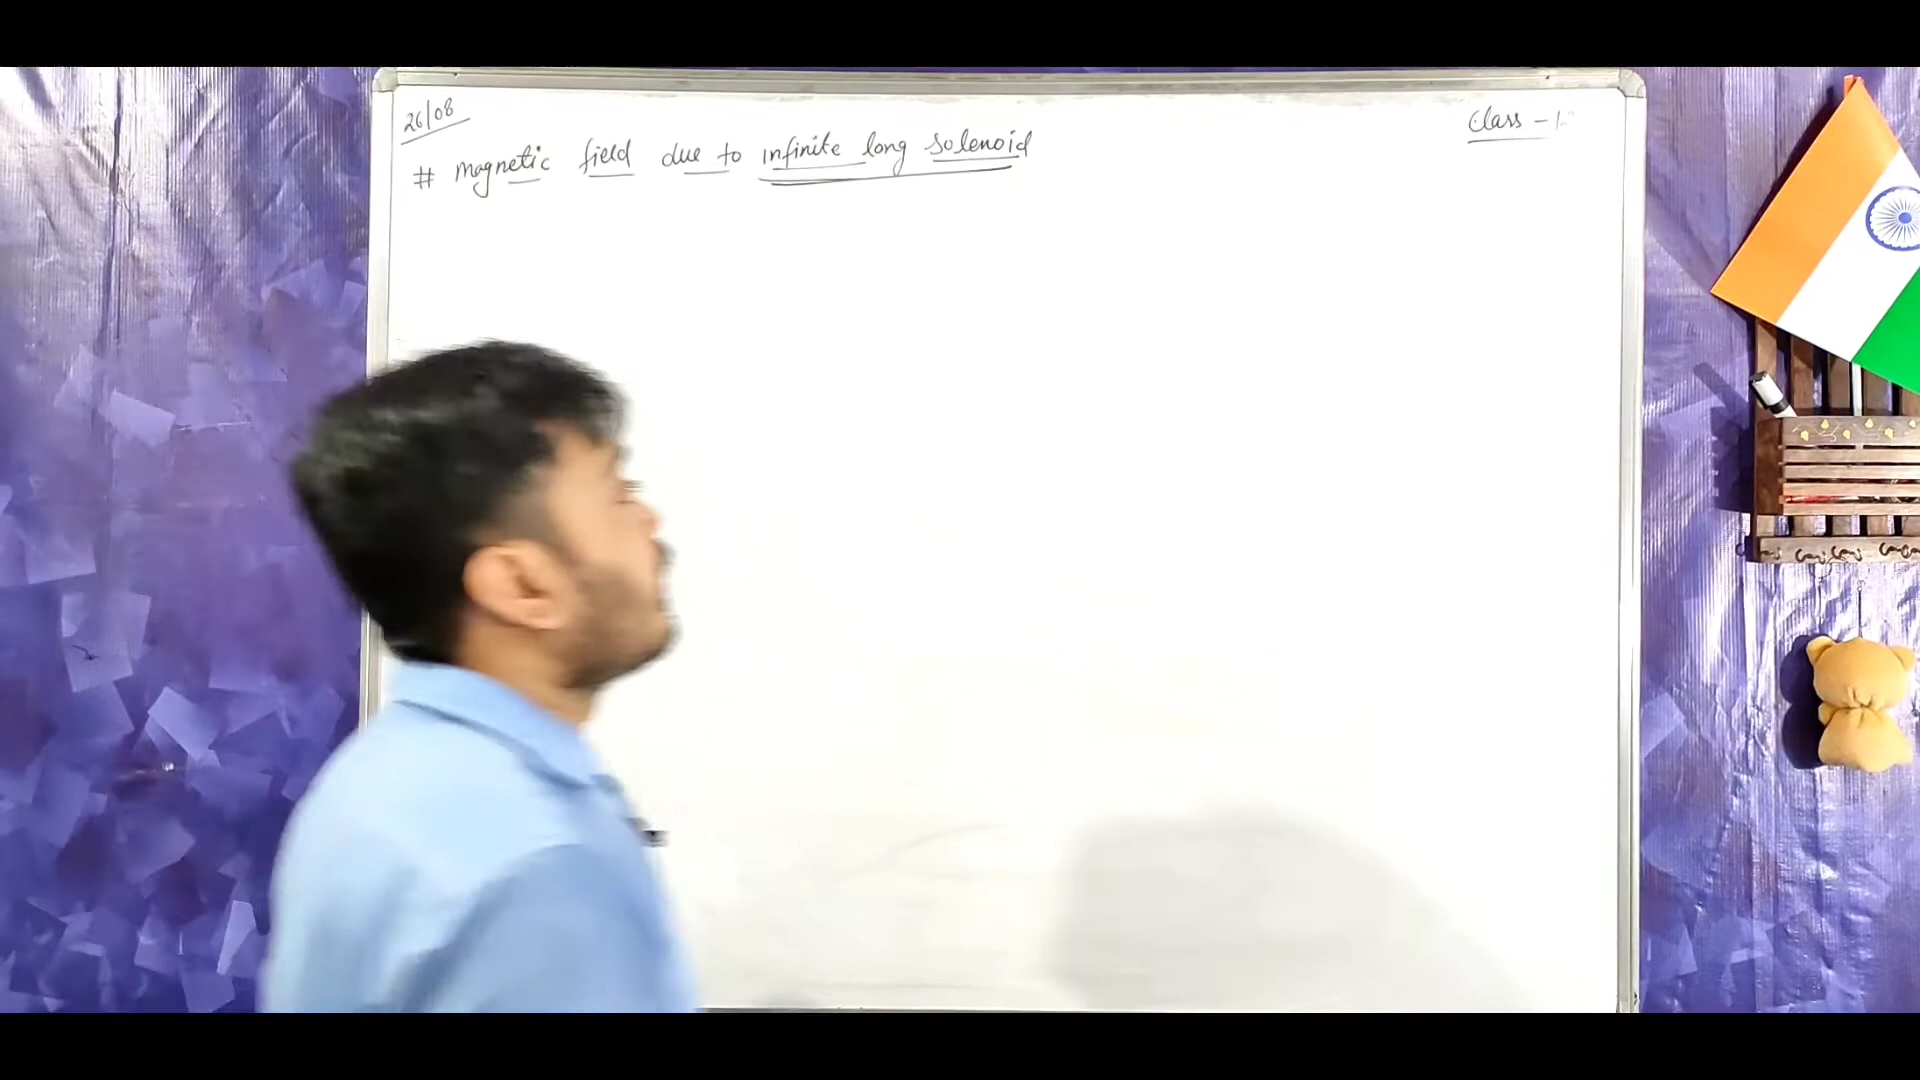 26/08
Class -
# magnetic field due to infinite long solenoid